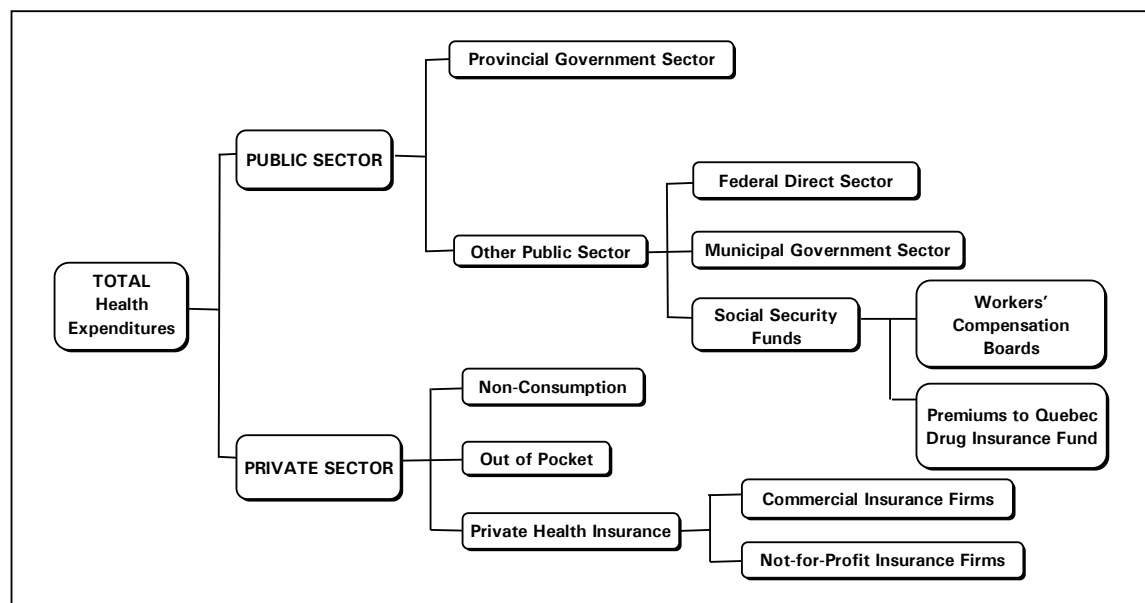 TOTAL
Health
Expenditures
PUBLIC SECTOR
Provincial Government Sector
Other Public Sector
Federal Direct Sector
Municipal Government Sector
Social Security
Funds
Workers’
Compensation
Boards
Premiums to Quebec
Drug Insurance Fund
PRIVATE SECTOR
Non-Consumption
Out of Pocket
Private Health Insurance
Commercial Insurance Firms
Not-for-Profit Insurance Firms